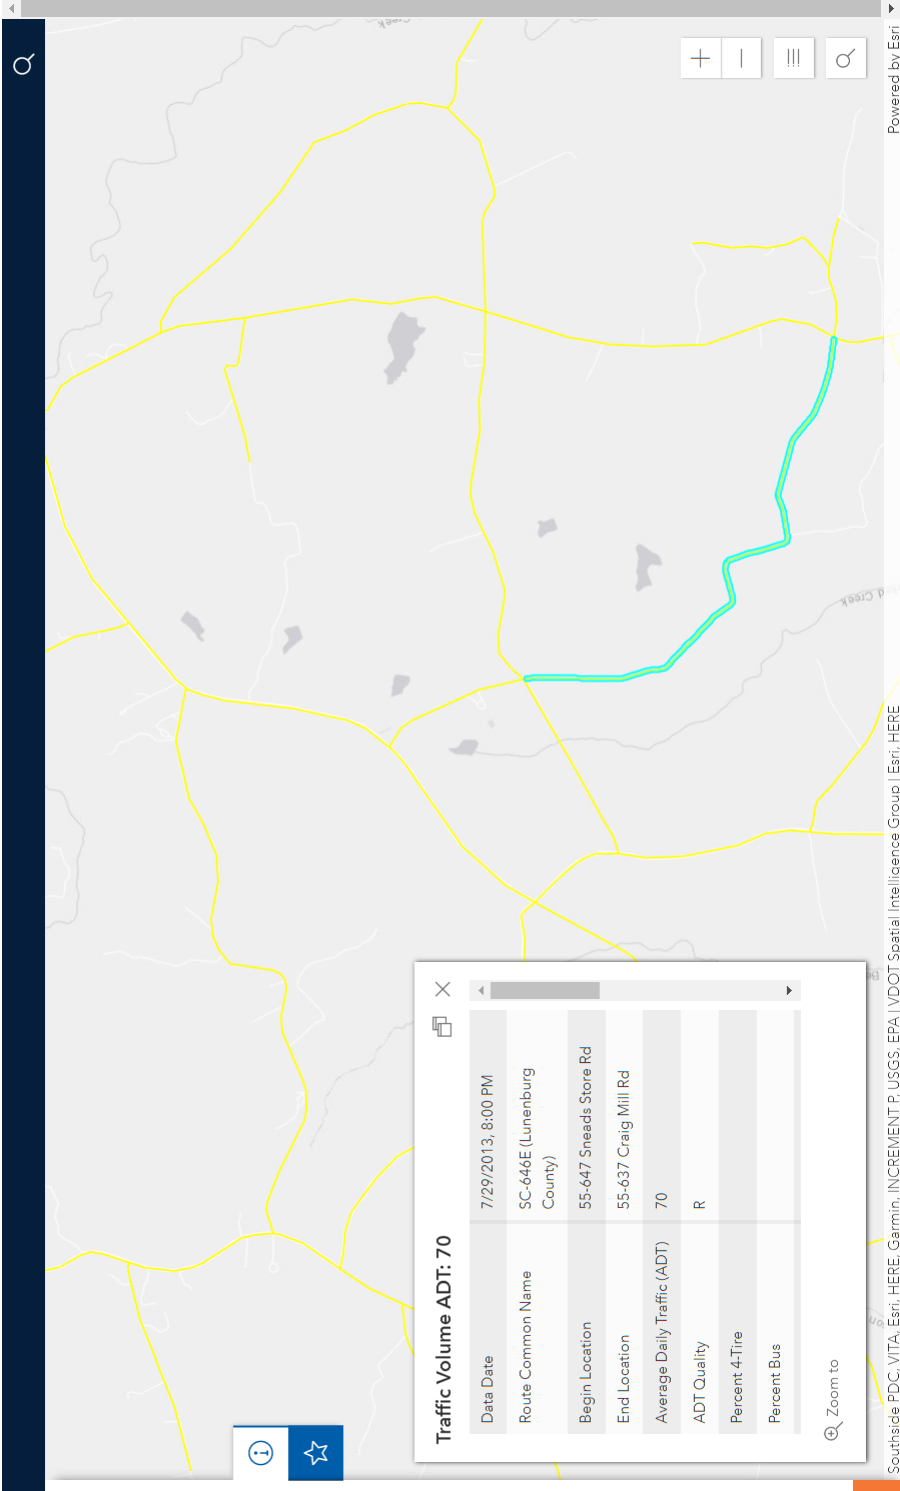 Creek
Creek
Traffic Volume ADT: 70
Data Date 7/29/2013, 8:00 PM
Route Common Name SC-646E (Lunenburg
County)
Begin Location 55-647 Sneads Store Rd
End Location 55-637 Craig Mill Rd
Average Daily Traffic (ADT) 70
ADT Quality R
Percent 4-Tire
Percent Bus
Zoom to
Southside PDC, VITA, Esri, HERE, Garmin, INCREMENT P, USGS, EPA | VDOT Spatial Intelligence Group | Esri, HERE Powered by Esri